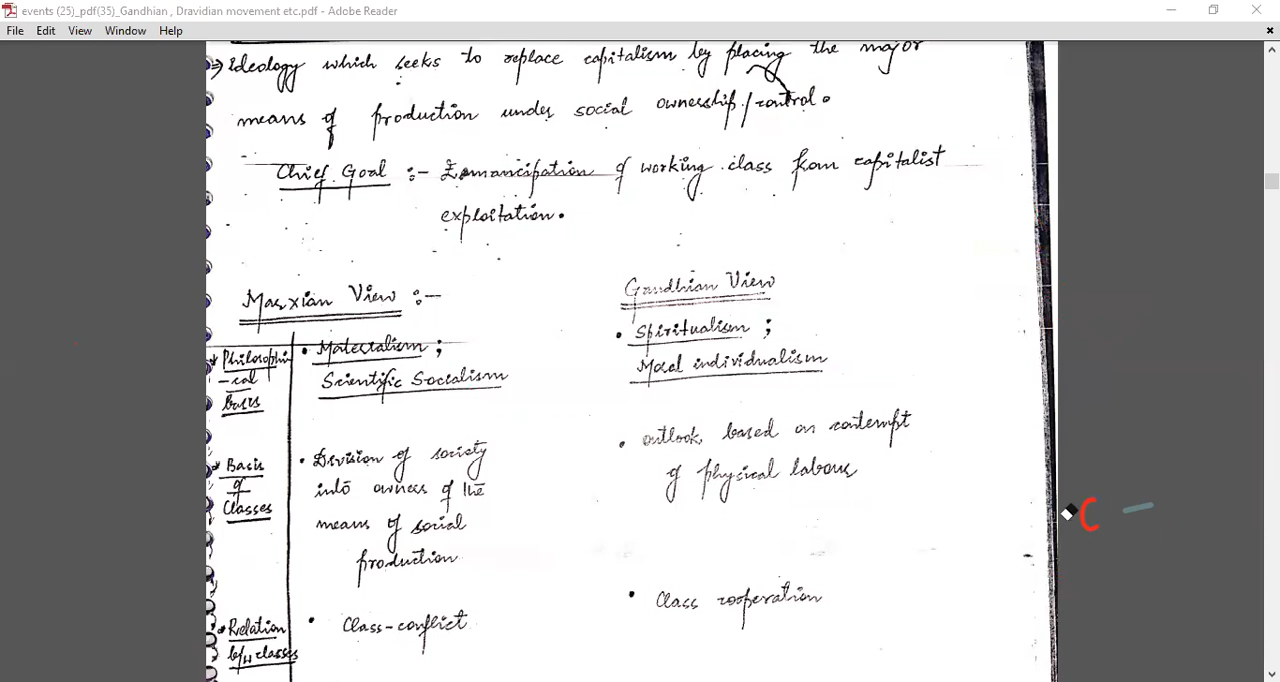 events (25)_pdf(35)_Gandhian , Dravidian movement etc.pdf - Adobe Reader
File Edit View Window Help
⇒ Ideology which seeks to replace capitalism by placing the major
means of production under social ownership/control.
Chief Goal :- Emancipation of working class from capitalist
exploitation.
Marxian View :-
Gandhian View
* Philosophi
-cal
bases
• Materialism ;
Scientific Socialism
• Spiritualism ;
Moral individualism
* Basis
of
Classes
• Division of society
into owners of the
means of social
production
• outlook based on contempt
of physical labour
* Relation
b/w classes
• Class-conflict
• Class cooperation
C -